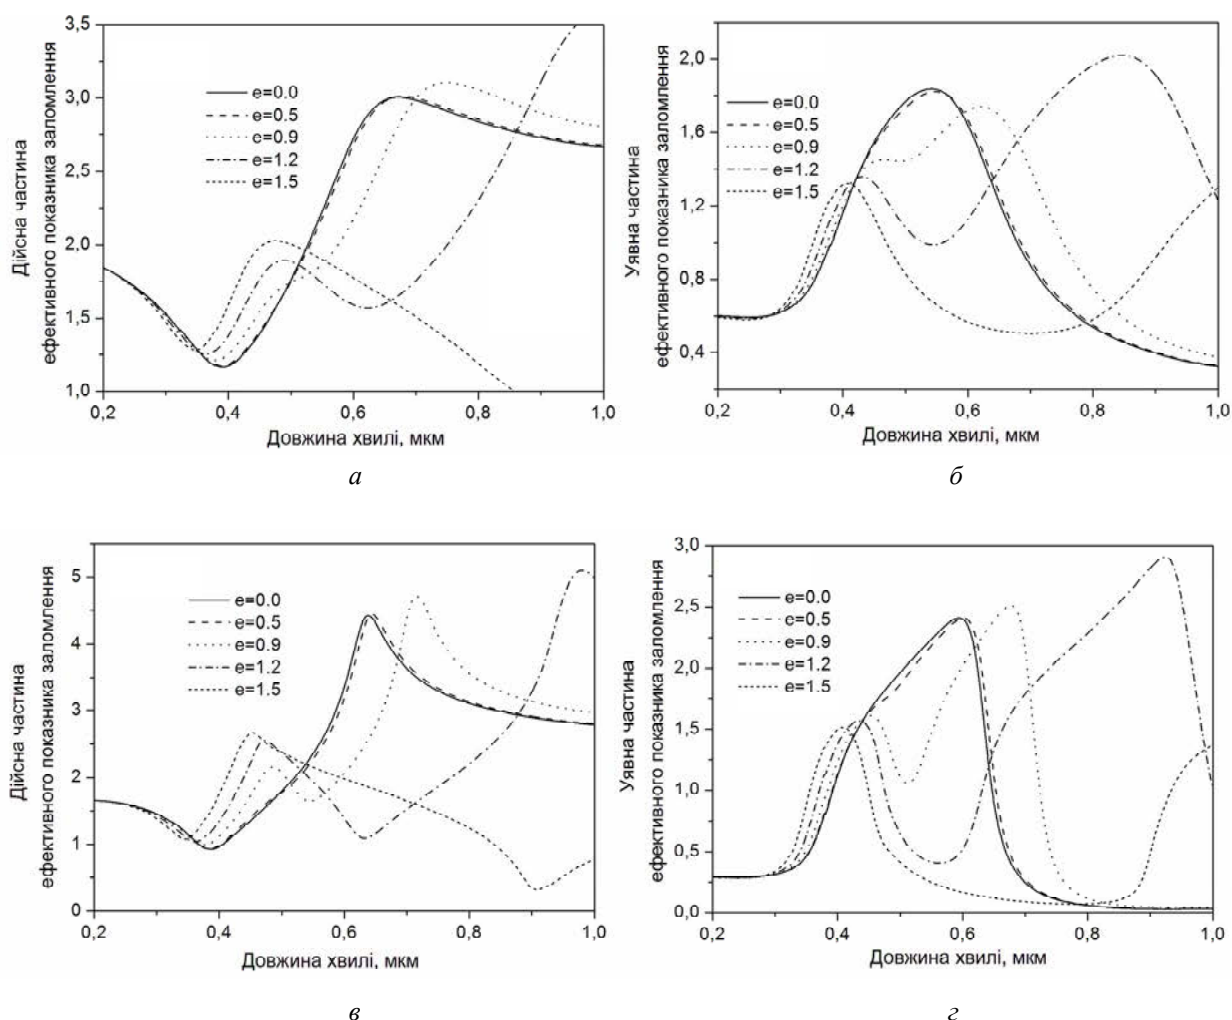 Дійсна частина
ефективного показника заломлення
3,5
3,0
2,5
2,0
1,5
1,0
e=0.0
e=0.5
e=0.9
e=1.2
e=1.5
0,2
0,4
0,6
0,8
1,0
Довжина хвилі, мкм
а
Уявна частина
ефективного показника заломлення
2,0
1,6
1,2
0,8
0,4
e=0.0
e=0.5
e=0.9
e=1.2
e=1.5
0,2
0,4
0,6
0,8
1,0
Довжина хвилі, мкм
б
Дійсна частина
ефективного показника заломлення
5
4
3
2
1
0
e=0.0
e=0.5
e=0.9
e=1.2
e=1.5
0,2
0,4
0,6
0,8
1,0
Довжина хвилі, мкм
в
Уявна частина
ефективного показника заломлення
3,0
2,5
2,0
1,5
1,0
0,5
0,0
e=0.0
e=0.5
e=0.9
e=1.2
e=1.5
0,2
0,4
0,6
0,8
1,0
Довжина хвилі, мкм
г